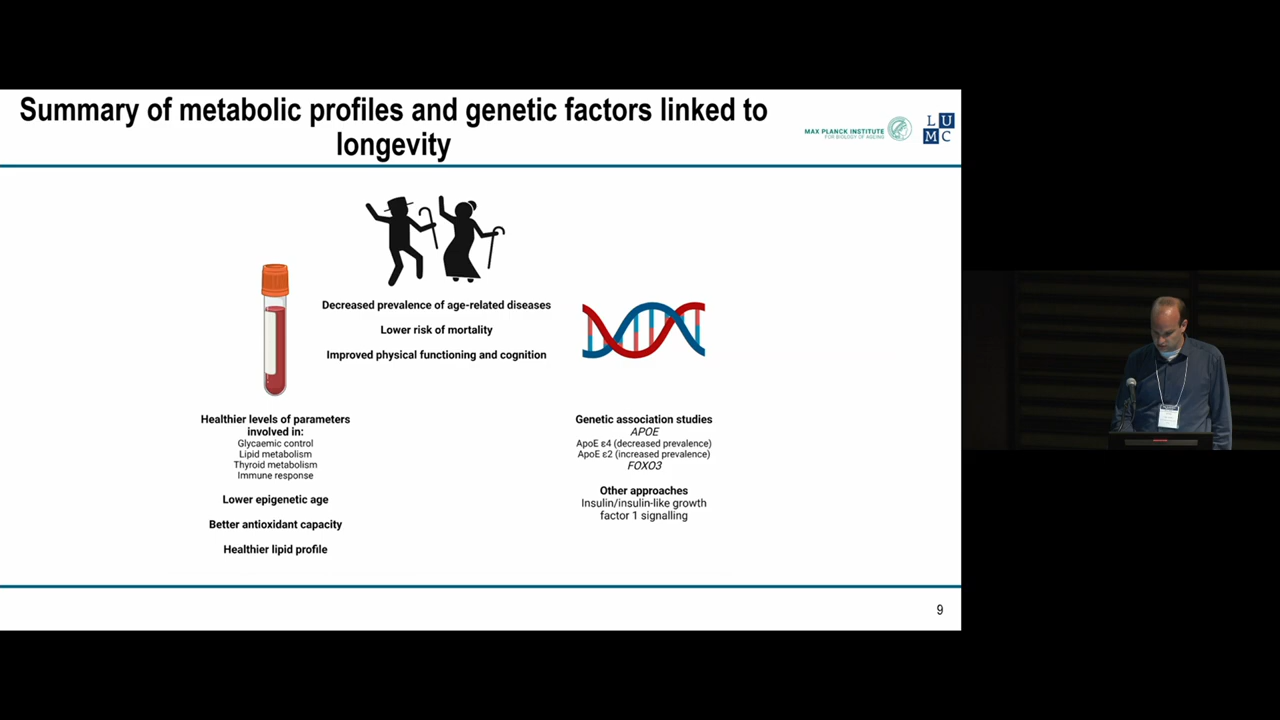 Summary of metabolic profiles and genetic factors linked to
longevity
MAX PLANCK INSTITUTE
FOR BIOLOGY OF AGEING
L U
M C
Decreased prevalence of age-related diseases
Lower risk of mortality
Improved physical functioning and cognition
Healthier levels of parameters
involved in:
Glycaemic control
Lipid metabolism
Thyroid metabolism
Immune response
Lower epigenetic age
Better antioxidant capacity
Healthier lipid profile
Genetic association studies
APOE
ApoE ε4 (decreased prevalence)
ApoE ε2 (increased prevalence)
FOXO3
Other approaches
Insulin/insulin-like growth
factor 1 signalling
9